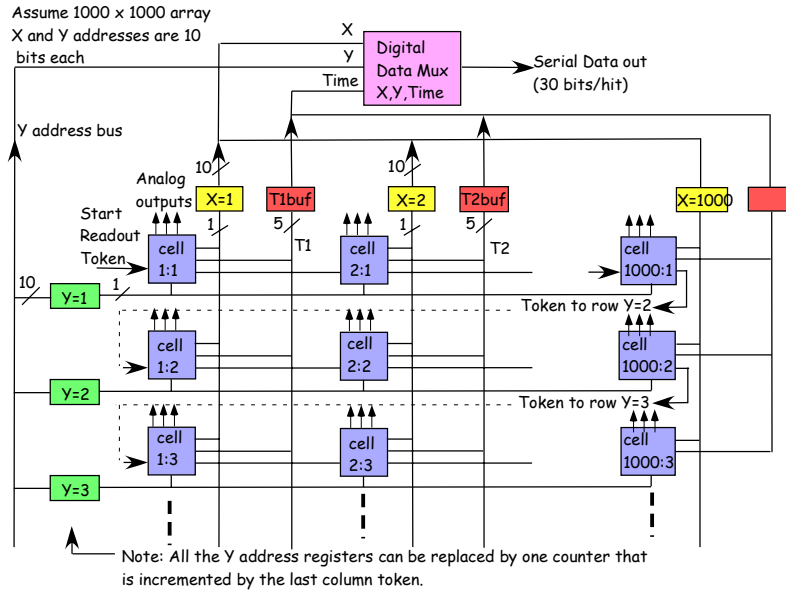 Assume 1000 x 1000 array
X and Y addresses are 10
bits each
X
Y
Time
Digital
Data Mux
X,Y,Time
Serial Data out
(30 bits/hit)
Y address bus
10
10
Analog
outputs
X=1
T1buf
X=2
T2buf
X=1000
1
5
1
5
Start
Readout
Token
T1
T2
cell
1:1
cell
2:1
cell
1000:1
10
1
Y=1
Token to row Y=2
cell
1:2
cell
2:2
cell
1000:2
Y=2
Token to row Y=3
cell
1:3
cell
2:3
cell
1000:3
Y=3
Note: All the Y address registers can be replaced by one counter that
is incremented by the last column token.